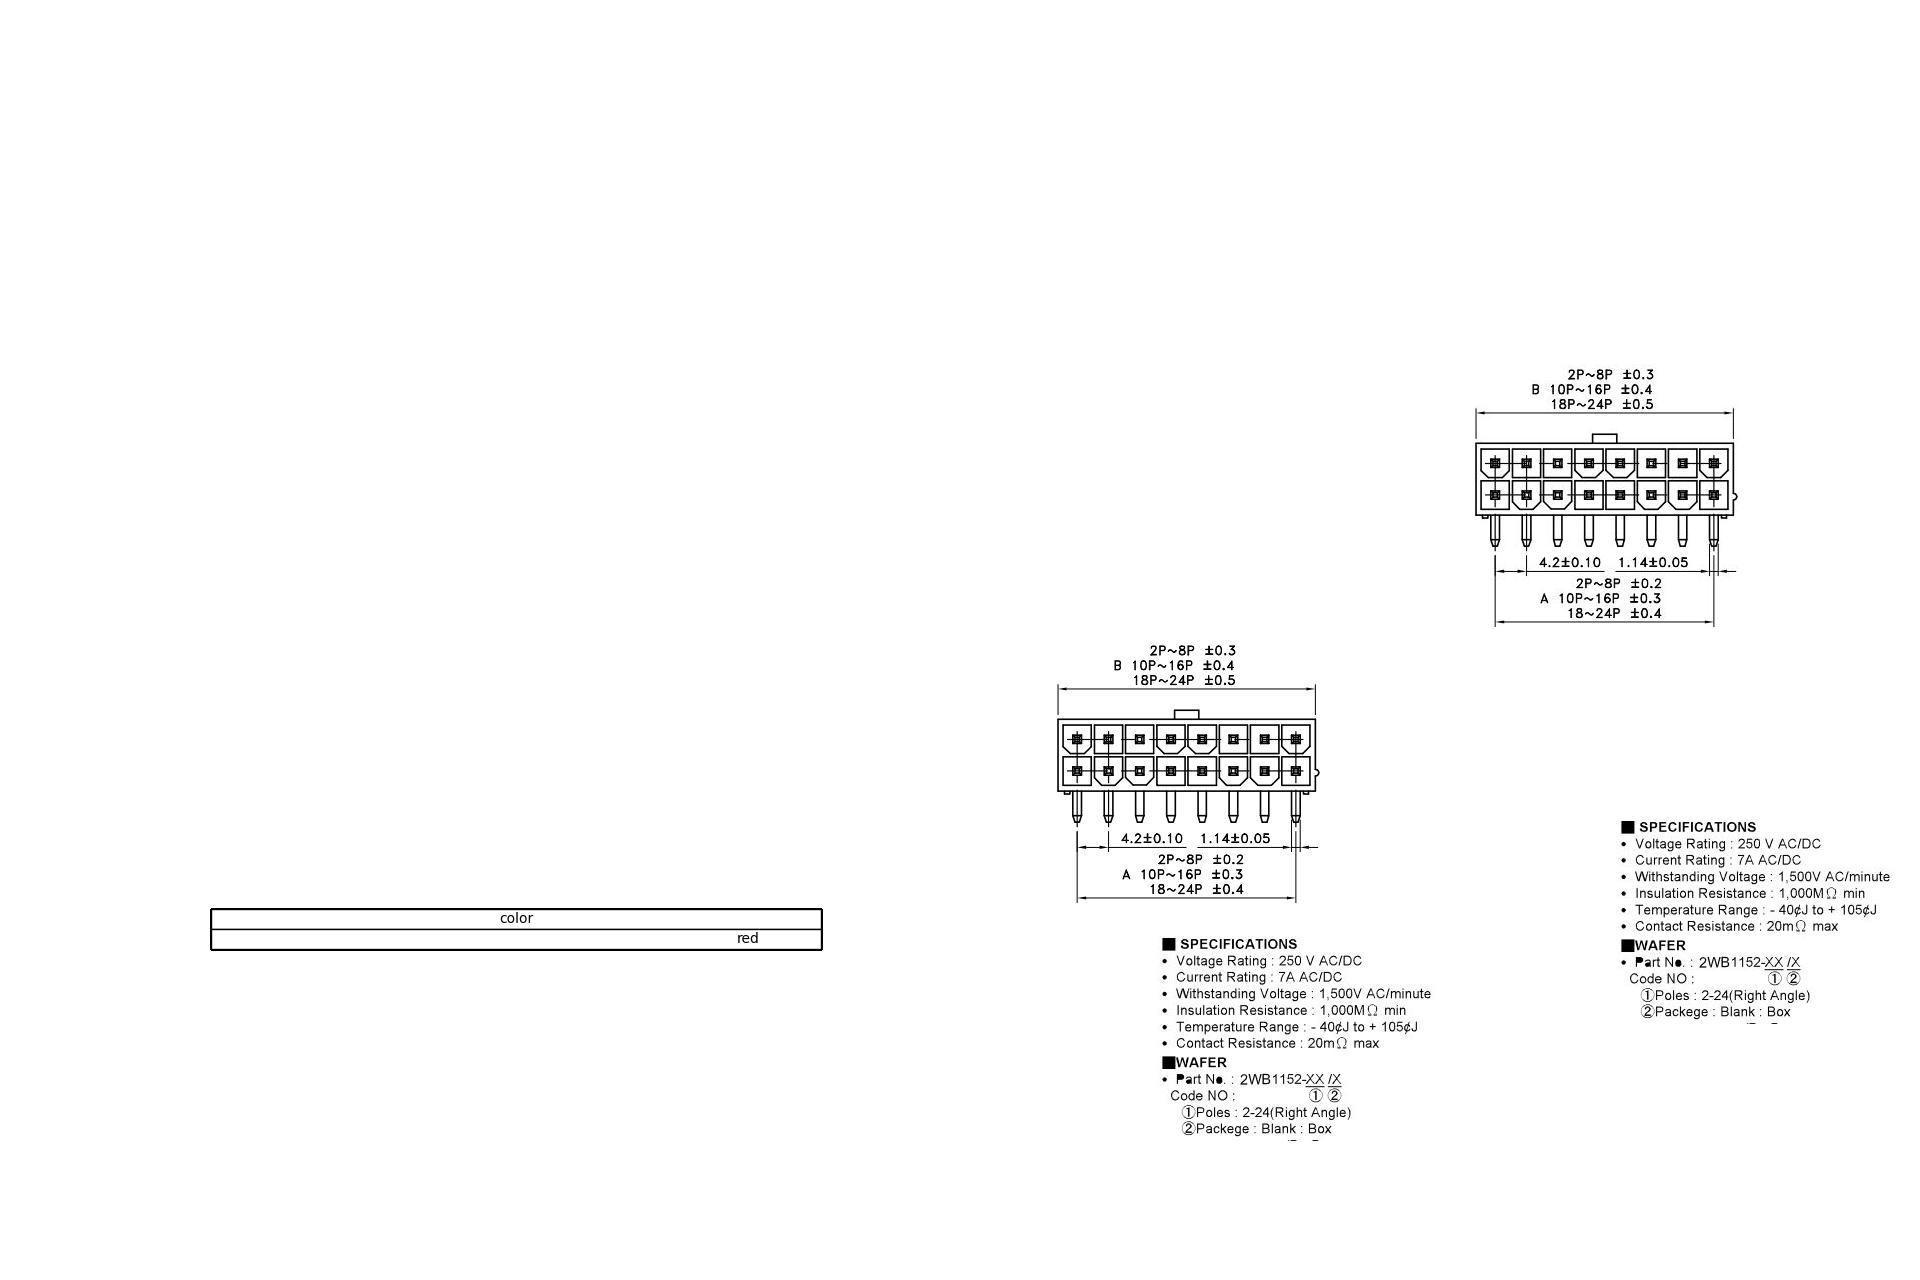 2P~8P ±0.3
B 10P~16P ±0.4
18P~24P ±0.5
4.2±0.10 1.14±0.05
2P~8P ±0.2
A 10P~16P ±0.3
18~24P ±0.4
2P~8P ±0.3
B 10P~16P ±0.4
18P~24P ±0.5
4.2±0.10 1.14±0.05
2P~8P ±0.2
A 10P~16P ±0.3
18~24P ±0.4
color
red
■ SPECIFICATIONS
• Voltage Rating : 250 V AC/DC
• Current Rating : 7A AC/DC
• Withstanding Voltage : 1,500V AC/minute
• Insulation Resistance : 1,000MΩ min
• Temperature Range : - 40¢J to + 105¢J
• Contact Resistance : 20mΩ max
■WAFER
• Part No. : 2WB1152-XX /X
Code NO : ① ②
①Poles : 2-24(Right Angle)
②Packege : Blank : Box
■ SPECIFICATIONS
• Voltage Rating : 250 V AC/DC
• Current Rating : 7A AC/DC
• Withstanding Voltage : 1,500V AC/minute
• Insulation Resistance : 1,000MΩ min
• Temperature Range : - 40¢J to + 105¢J
• Contact Resistance : 20mΩ max
■WAFER
• Part No. : 2WB1152-XX /X
Code NO : ① ②
①Poles : 2-24(Right Angle)
②Packege : Blank : Box